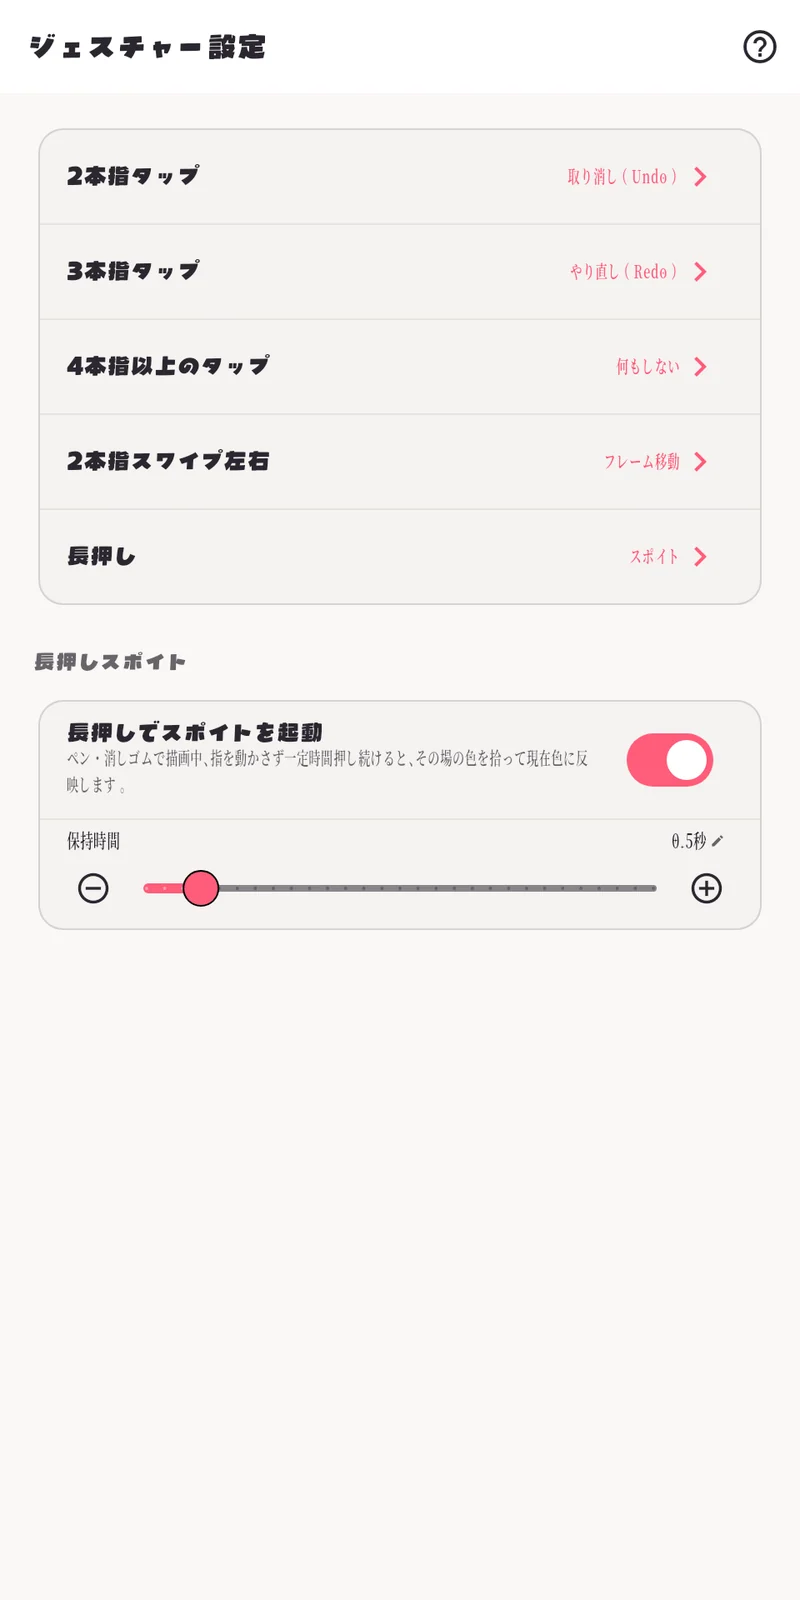 ジェスチャー設定
2本指タップ
取り消し(Undo)
3本指タップ
やり直し(Redo)
4本指以上のタップ
何もしない
2本指スワイプ左右
フレーム移動
長押し
スポイト
長押しスポイト
長押しでスポイトを起動
ペン・消しゴムで描画中、指を動かさず一定時間押し続けると、その場の色を拾って現在色に反
映します。
保持時間
0.5秒